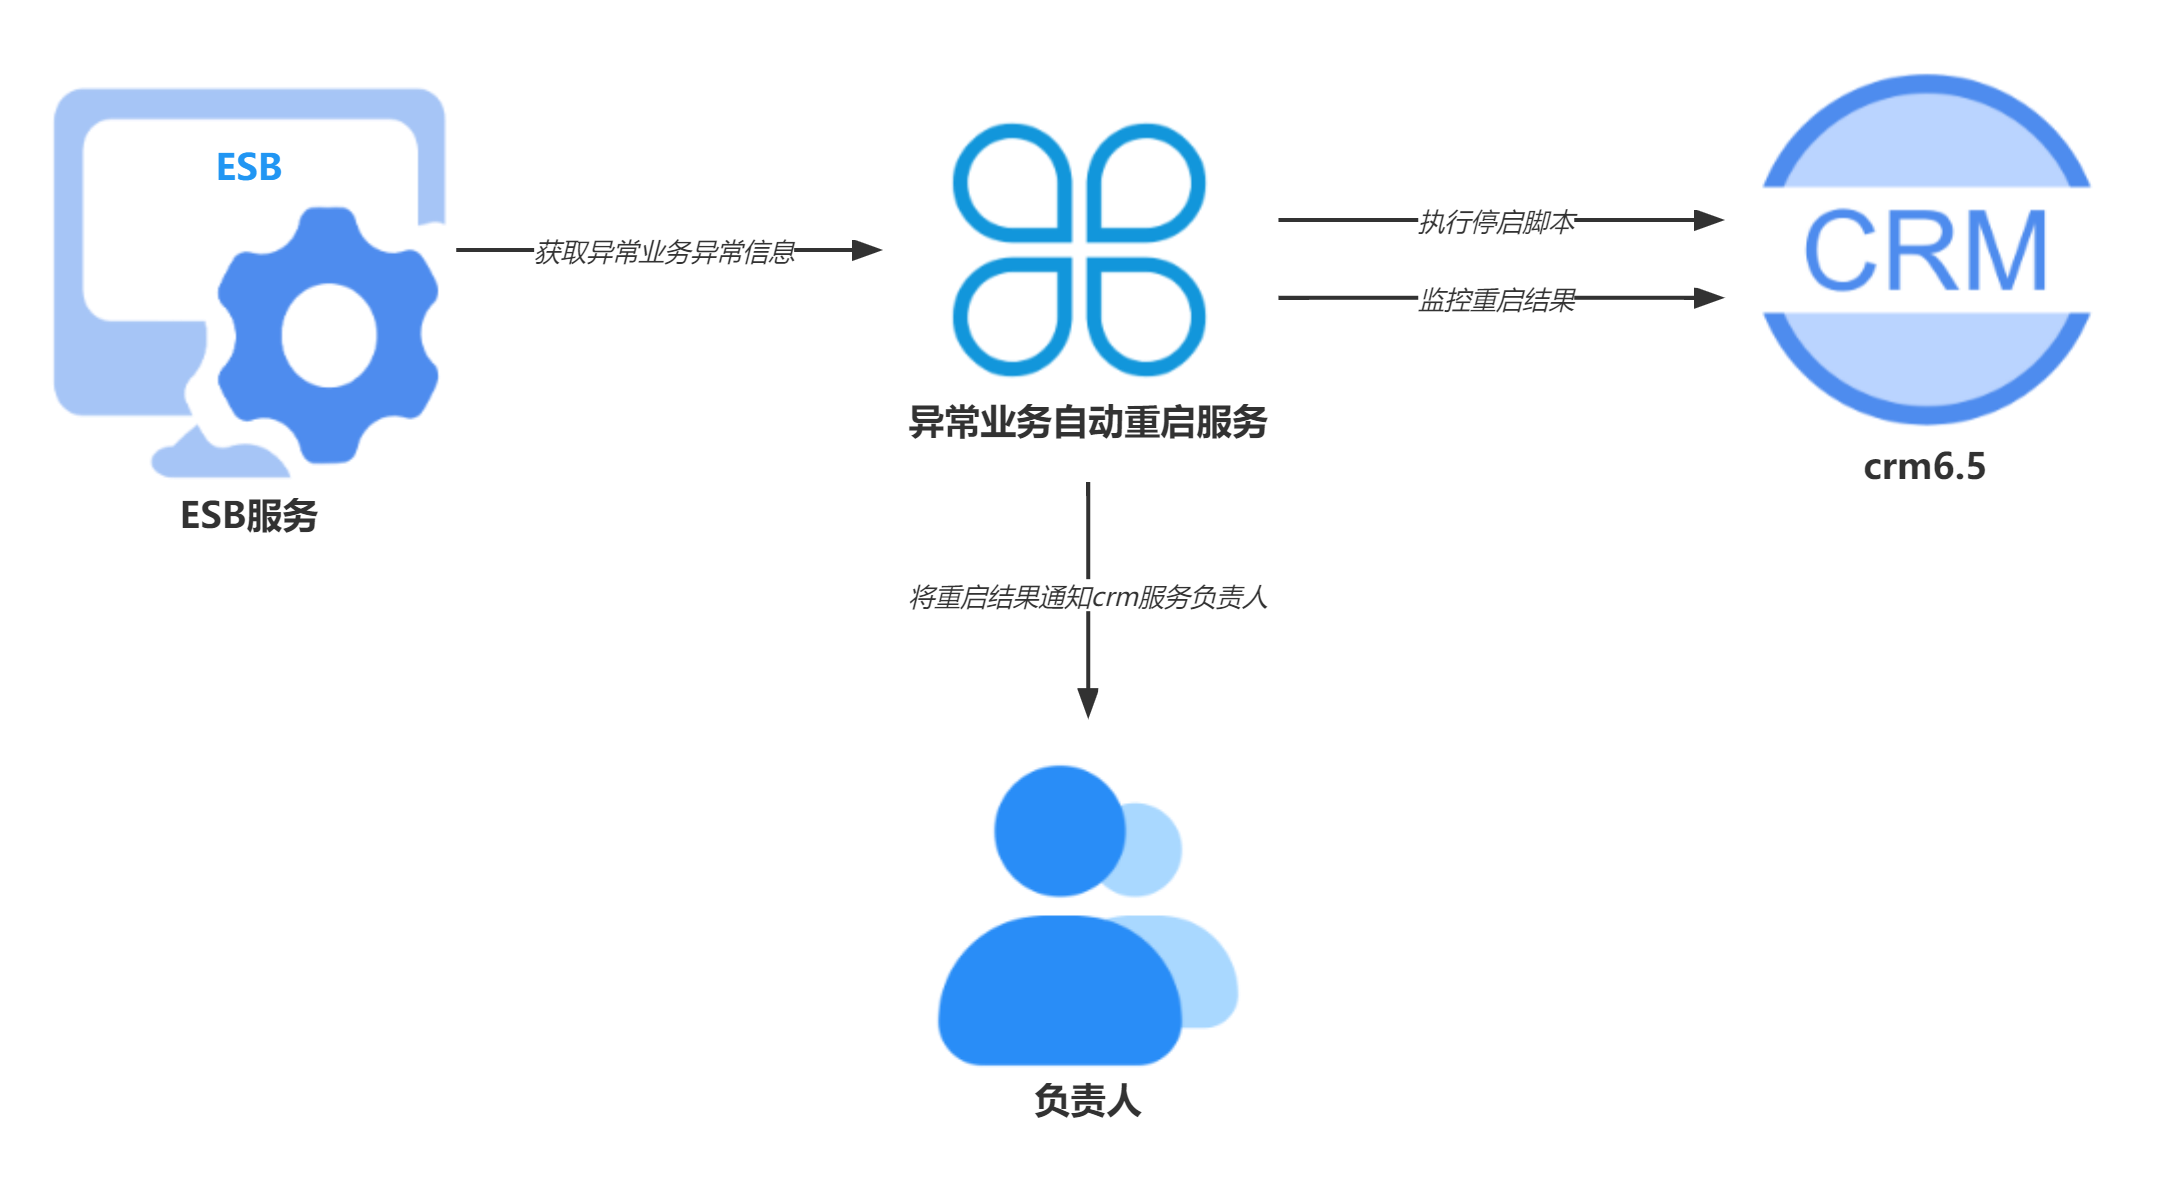 ESB
获取异常业务异常信息
ESB服务
异常业务自动重启服务
执行停启脚本
监控重启结果
CRM
crm6.5
将重启结果通知crm服务负责人
负责人